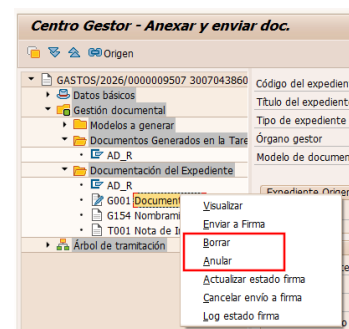 Centro Gestor - Anexar y enviar doc.
Origen
GASTOS/2026/0000009507 3007043860
Datos básicos
Gestión documental
Modelos a generar
Documentos Generados en la Tare
AD_R
Documentación del Expediente
AD_R
G001 Document
G154 Nombrami
T001 Nota de I
Árbol de tramitación
Código del expedien
Título del expediente
Tipo de expediente
Órgano gestor
Modelo de documen
Expediente Origen
Visualizar
Enviar a Firma
Borrar
Anular
Actualizar estado firma
Cancelar envío a firma
Log estado firma